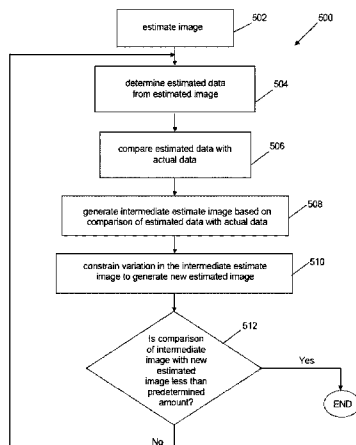 estimate image
502
500
determine estimated data
from estimated image
504
compare estimated data with
actual data
506
generate intermediate estimate image based on
comparison of estimated data with actual data
508
constrain variation in the intermediate estimate
image to generate new estimated image
510
512
Is comparison
of intermediate
image with new
estimated
image less than
predetermined
amount?
Yes
END
No